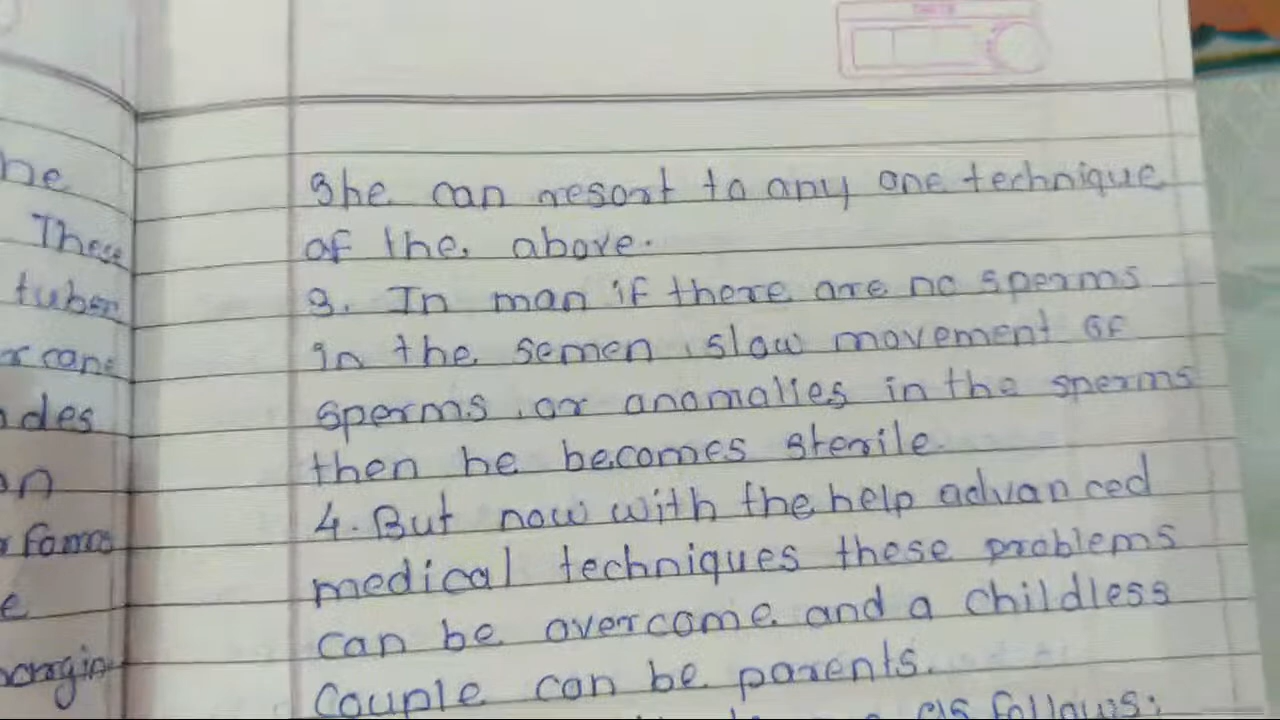 he
These
tuber
des
on
e
She can resort to any one technique
of the. above.
3. In man if there are no sperms
in the semen, slow movement of
sperms, or anomalies in the sperms
then he becomes sterile.
4. But now with the help advanced
medical techniques these problems
can be overcome and a childless
couple can be parents.
as follows: